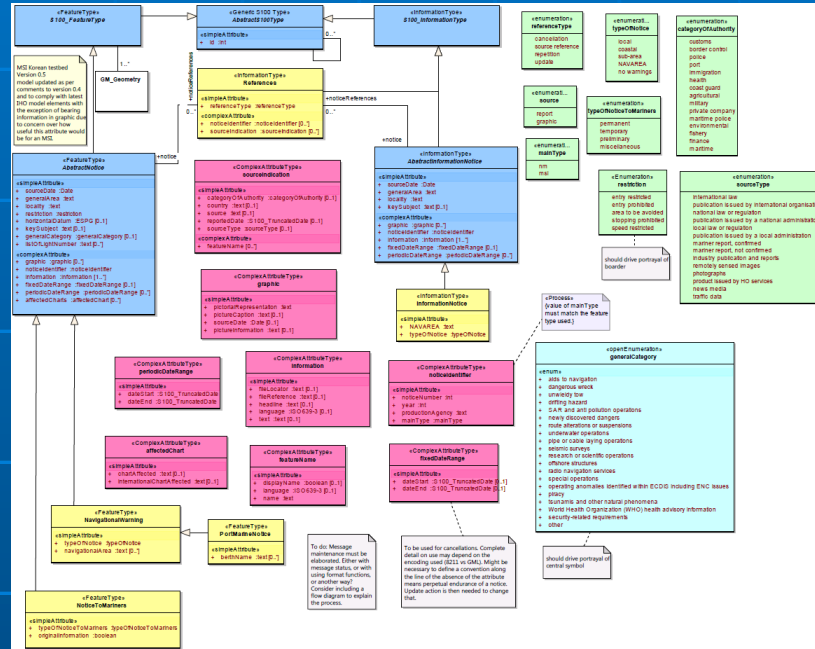 «FeatureType»
S100_FeatureType
«Generic S100 Type»
AbstractS100Type
«simpleAttribute»
+ id :int
«InformationType»
S100_InformationType
0..*
0..*
1..*
GM_Geometry
MSI Korean testbed
Version 0.5
model updated as per
comments to version 0.4
and to comply with latest
IHO model elements with
the exception of bearing
information in graphic due
to concern over how
useful this attribute would
be for an MSI.
+noticeReferences
«InformationType»
References
«simpleAttribute»
+ referenceType :referenceType
«complexAttribute»
+ noticeIdentifier :noticeIdentifier [0..*]
+ sourceIndication :sourceIndication [0..*]
+noticeReferences
0..*
0..*
+notice
+notice
«FeatureType»
AbstractNotice
«simpleAttribute»
+ sourceDate :Date
+ generalArea :text
+ locality :text
+ restriction :restriction
+ horizontalDatum :ESPG [0..1]
+ keySubject :text [0..1]
+ generalCategory :generalCategory [0..1]
+ listOfLightNumber :text [0..*]
«complexAttribute»
+ graphic :graphic [0..*]
+ noticeIdentifier :noticeIdentifier
+ information :information [1..*]
+ fixedDateRange :fixedDateRange [0..1]
+ periodicDateRange :periodicDateRange [0..*]
+ affectedCharts :affectedChart [0..*]
«ComplexAttributeType»
sourceIndication
«simpleAttribute»
+ categoryOfAuthority :categoryOfAuthority [0..1]
+ country :text [0..1]
+ source :text [0..1]
+ reportedDate :S100_TruncatedDate [0..1]
+ sourceType :sourceType [0..1]
«complexAttribute»
+ featureName [0..*]
«InformationType»
AbstractInformationNotice
«simpleAttribute»
+ sourceDate :Date
+ generalArea :text
+ locality :text
+ keySubject :text [0..1]
«complexAttribute»
+ graphic :graphic [0..*]
+ noticeIdentifier :noticeIdentifier
+ information :information [1..*]
+ fixedDateRange :fixedDateRange [0..1]
+ periodicDateRange :periodicDateRange [0..*]
«ComplexAttributeType»
graphic
«simpleAttribute»
+ pictorialRepresentation :text
+ pictureCaption :text [0..1]
+ sourceDate :Date [0..1]
+ pictureInformation :text [0..1]
«InformationType»
InformationNotice
«simpleAttribute»
+ NAVAREA :text
+ typeOfNotice :typeOfNotice
«Process»
{value of mainType
must match the feature
type used.}
«ComplexAttributeType»
periodicDateRange
«simpleAttribute»
+ dateStart :S100_TruncatedDate
+ dateEnd :S100_TruncatedDate
«ComplexAttributeType»
information
«simpleAttribute»
+ fileLocator :text [0..1]
+ fileReference :text [0..1]
+ headline :text [0..1]
+ language :ISO639-3 [0..1]
+ text :text [0..1]
«ComplexAttributeType»
noticeIdentifier
«simpleAttribute»
+ noticeNumber :int
+ year :int
+ productionAgency :text
+ mainType :mainType
«ComplexAttributeType»
affectedChart
«simpleAttribute»
+ chartAffected :text [0..1]
+ internationalChartAffected :text [0..1]
«ComplexAttributeType»
featureName
«simpleAttribute»
+ displayName :boolean [0..1]
+ language :ISO639-3 [0..1]
+ name :text
«ComplexAttributeType»
fixedDateRange
«simpleAttribute»
+ dateStart :S100_TruncatedDate [0..1]
+ dateEnd :S100_TruncatedDate [0..1]
«FeatureType»
NavigationalWarning
«simpleAttribute»
+ typeOfNotice :typeOfNotice
+ navigationalArea :text [0..*]
«FeatureType»
PortMarineNotice
«simpleAttribute»
+ berthName :text [0..*]
To do: Message
maintenance must be
elaborated. Either with
message status, or with
using format functions,
or another way?
Consider including a
flow diagram to explain
the process.
To be used for cancellations. Complete
detail on use may depend on the
encoding used (8211 vs GML). Might be
necessary to define a convention along
the line of the absence of the attribute
means perpetual endurance of a notice.
Update action is then needed to change
that.
«FeatureType»
NoticeToMariners
«simpleAttribute»
+ typeOfNoticeToMariners :typeOfNoticeToMariners
+ originalInformation :boolean
«enumeration»
referenceType
cancellation
source reference
repetition
update
«enumerati...
typeOfNotice
local
coastal
sub-area
NAVAREA
no warnings
«enumeration»
categoryOfAuthority
customs
border control
police
port
immigration
health
coast guard
agricultural
military
private company
maritime police
environmental
fishery
finance
maritime
«enumerati...
source
report
graphic
«enumeration»
typeOfNoticeToMariners
permanent
temporary
preliminary
miscellaneous
«enumerati...
mainType
nm
msi
«Enumeration»
restriction
entry restricted
entry prohibited
area to be avoided
stopping prohibited
speed restricted
should drive portrayal of
boarder
«enumeration»
sourceType
international law
publication issued by international organisati
national law or regulation
publication issued by a national administratio
local law or regulation
publication issued by a local administration
mariner report, confirmed
mariner report, not confirmed
industry publication and reports
remotely sensed images
photographs
product issued by HO services
news media
traffic data
«openEnumeration»
generalCategory
«enum»
+ aids to navigation
+ dangerous wreck
+ unwieldy tow
+ drifting hazard
+ SAR and anti pollution operations
+ newly discovered dangers
+ route alterations or suspensions
+ underwater operations
+ pipe or cable laying operations
+ seismic surveys
+ research or scientific operations
+ offshore structures
+ radio navigation services
+ special operations
+ operating anomalies identified within ECDIS including ENC issues
+ piracy
+ tsunamis and other natural phenomena
+ World Health Organization (WHO) health advisory information
+ security-related requirements
+ other
should drive portrayal of
central symbol